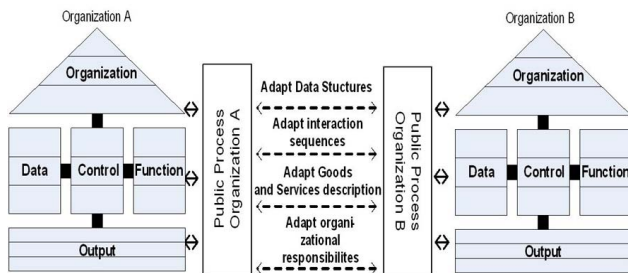 Organization A
Organization
Data
Control
Function
Output
Public Process
Organization A
Adapt Data Stuctures
Adapt interaction
sequences
Adapt Goods
and Services description
Adapt organi-
zational
responsibilites
Public Process
Organization B
Organization B
Organization
Data
Control
Function
Output